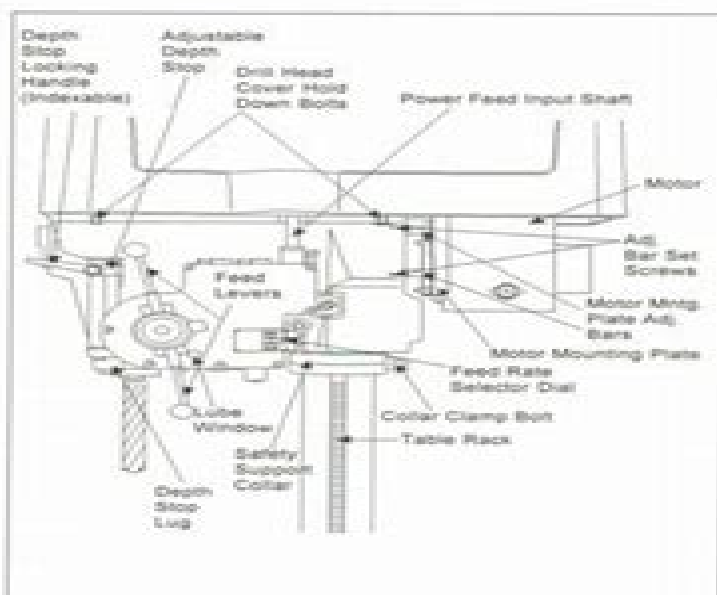 Depth
Stop
Locking
Handle
(Indexable)
Adjustable
Depth
Stop
Drill Head
Cover Hold
Down Bolts
Power Feed Input Shaft
Motor
Adj.
Bar Set
Screws
Feed
Levers
Motor Mntg.
Plate Adj.
Bars
Motor Mounting Plate
Feed Rate
Selector Dial
Collar Clamp Bolt
Lube
Window
Table Rack
Safety
Support
Collar
Depth
Stop
Lug